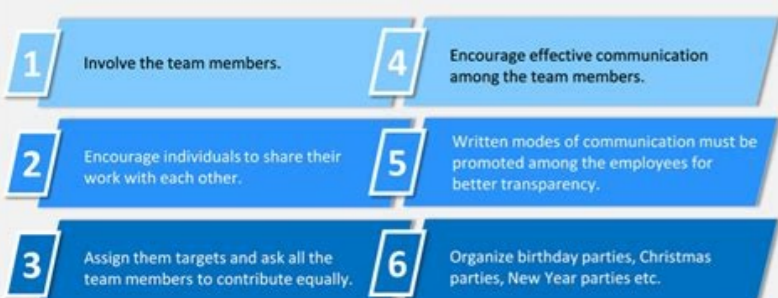 1
Involve the team members.
2
Encourage individuals to share their
work with each other.
3
Assign them targets and ask all the
team members to contribute equally.
4
Encourage effective communication
among the team members.
5
Written modes of communication must be
promoted among the employees for
better transparency.
6
Organize birthday parties, Christmas
parties, New Year parties etc.